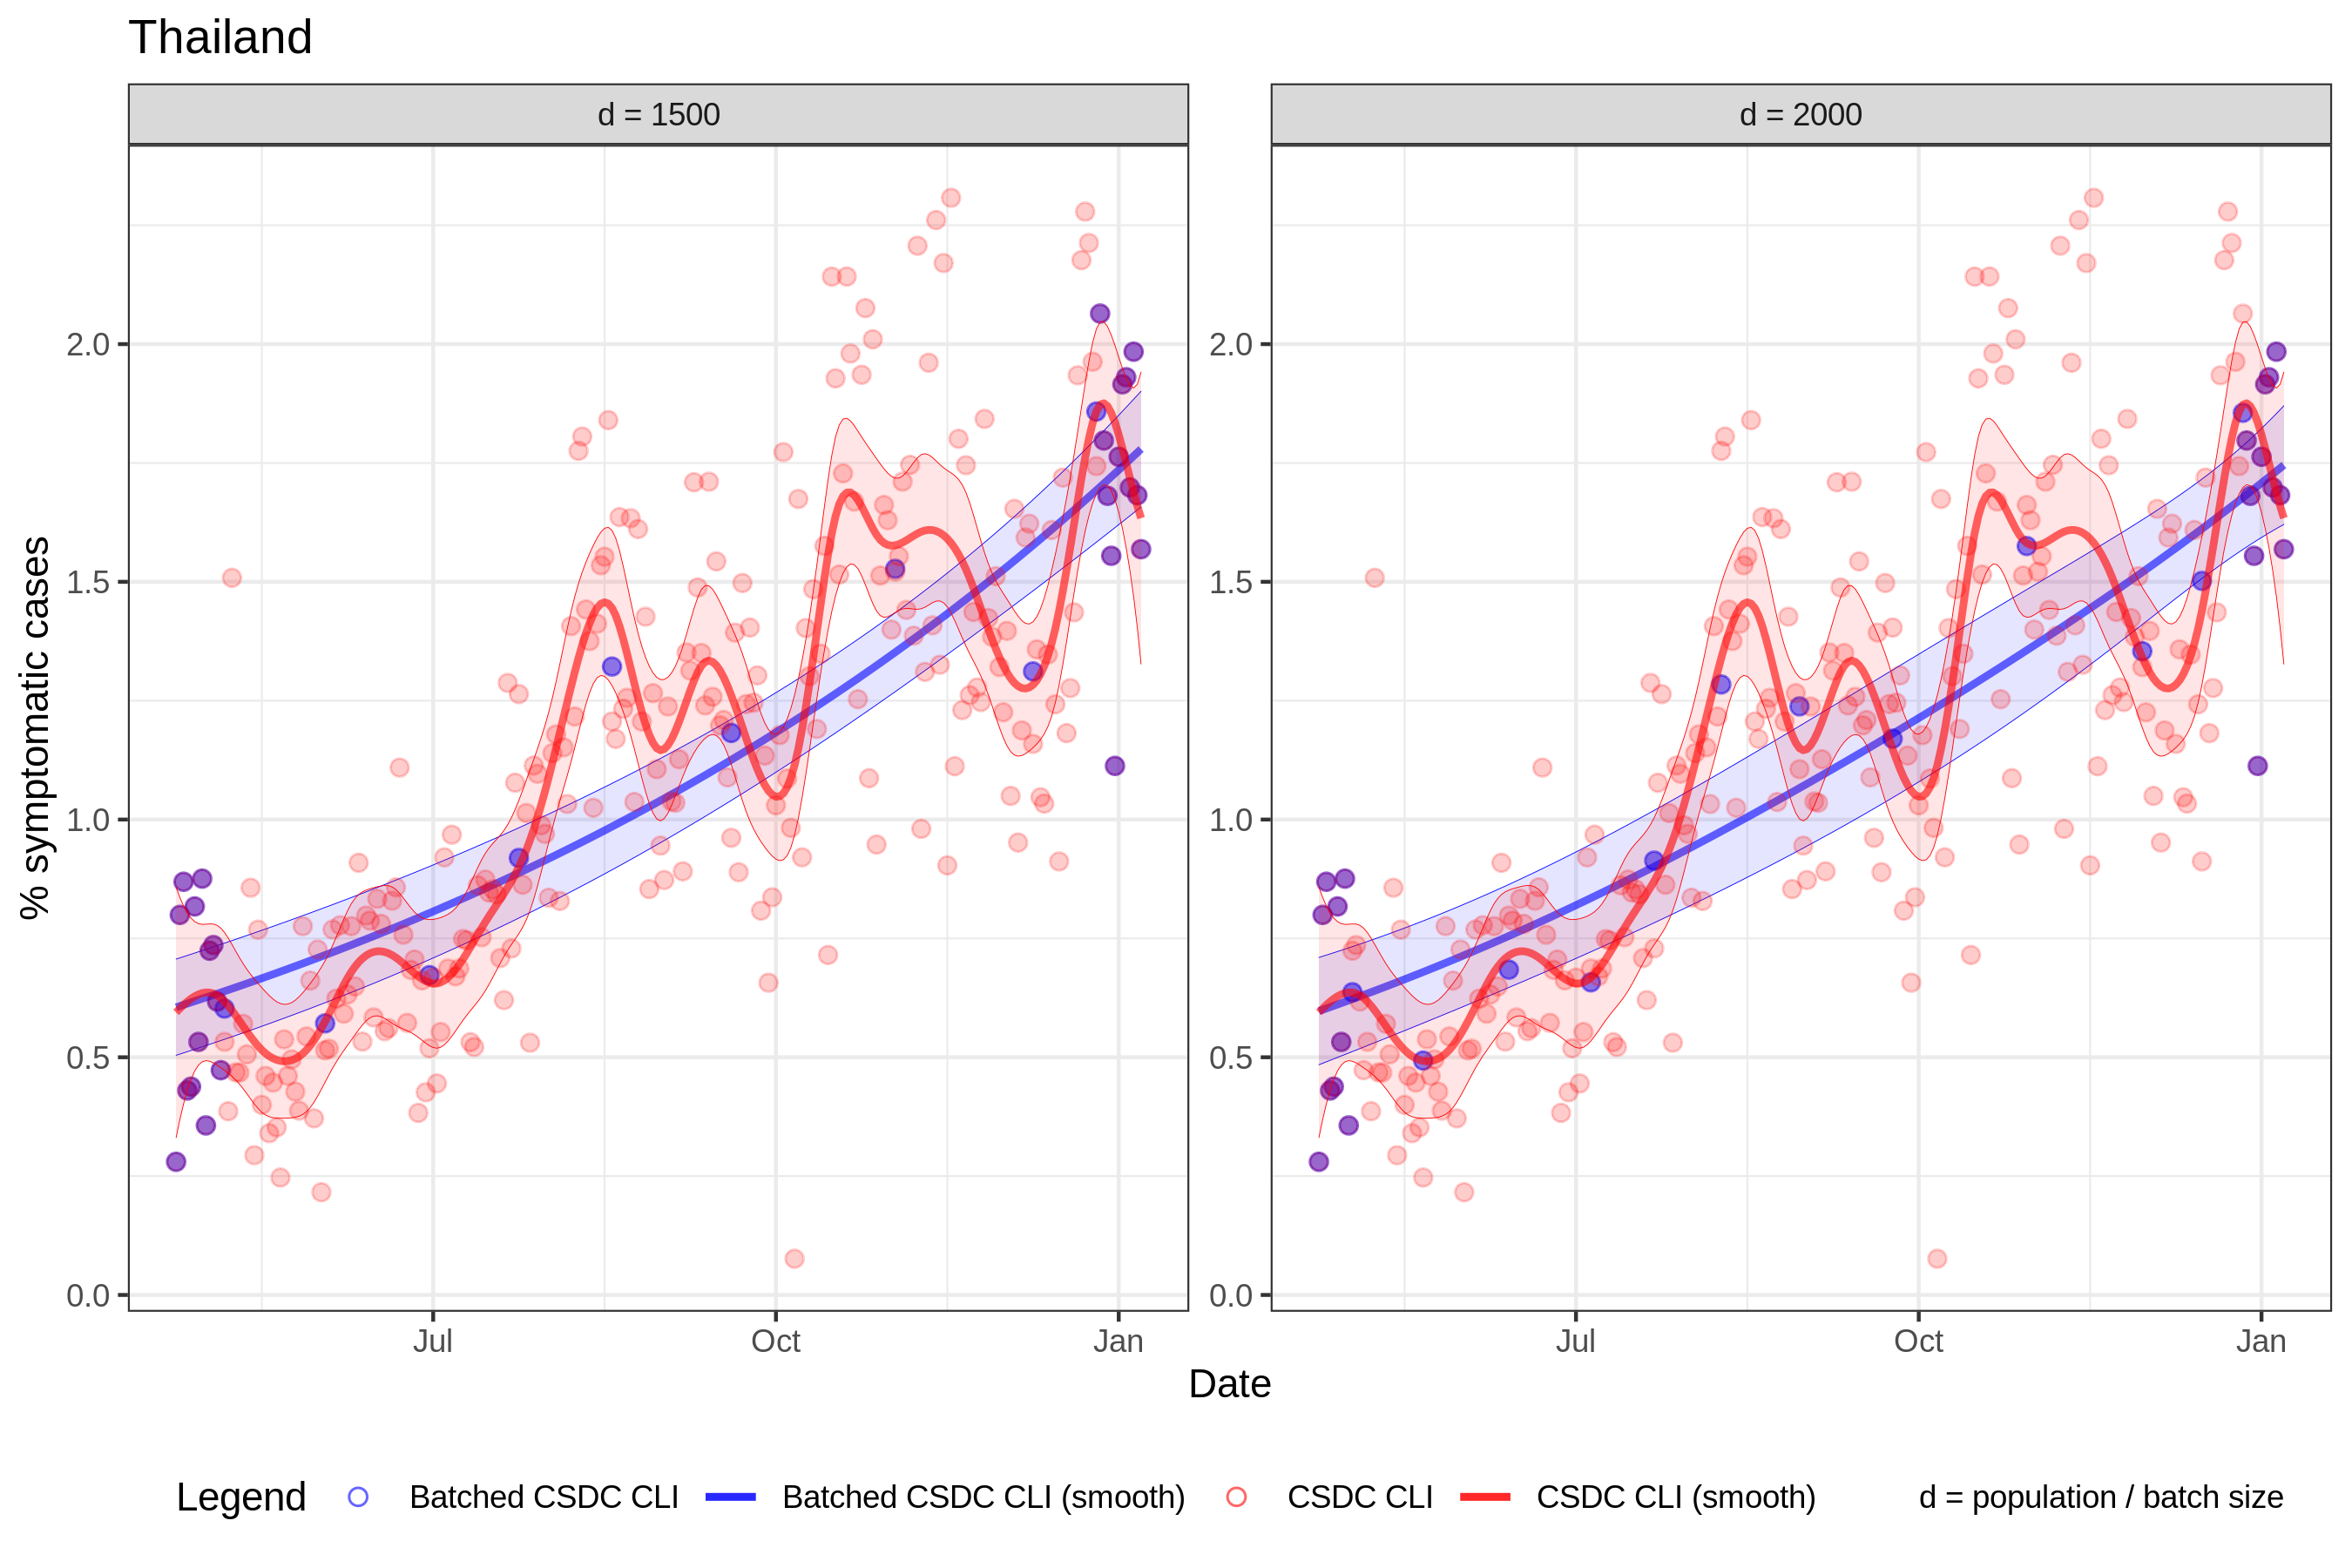 Thailand
d = 1500
d = 2000
% symptomatic cases
2.0
1.5
1.0
0.5
0.0
2.0
1.5
1.0
0.5
0.0
Jul
Oct
Jan
Jul
Oct
Jan
Date
Legend
Batched CSDC CLI
Batched CSDC CLI (smooth)
CSDC CLI
CSDC CLI (smooth)
d = population / batch size